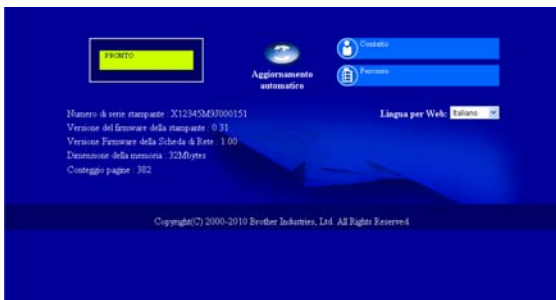 PRONTO
Aggiornamento
automatico
Contatto
Percorso
Numero di serie stampante : X12345M9J000151
Lingua per Web: Italiano
Versione del firmware della stampante : 0.31
Versione Firmware della Scheda di Rete : 1.00
Dimensione della memoria : 32Mbytes
Conteggio pagine : 382
Copyright(C) 2000-2010 Brother Industries, Ltd. All Rights Reserved.